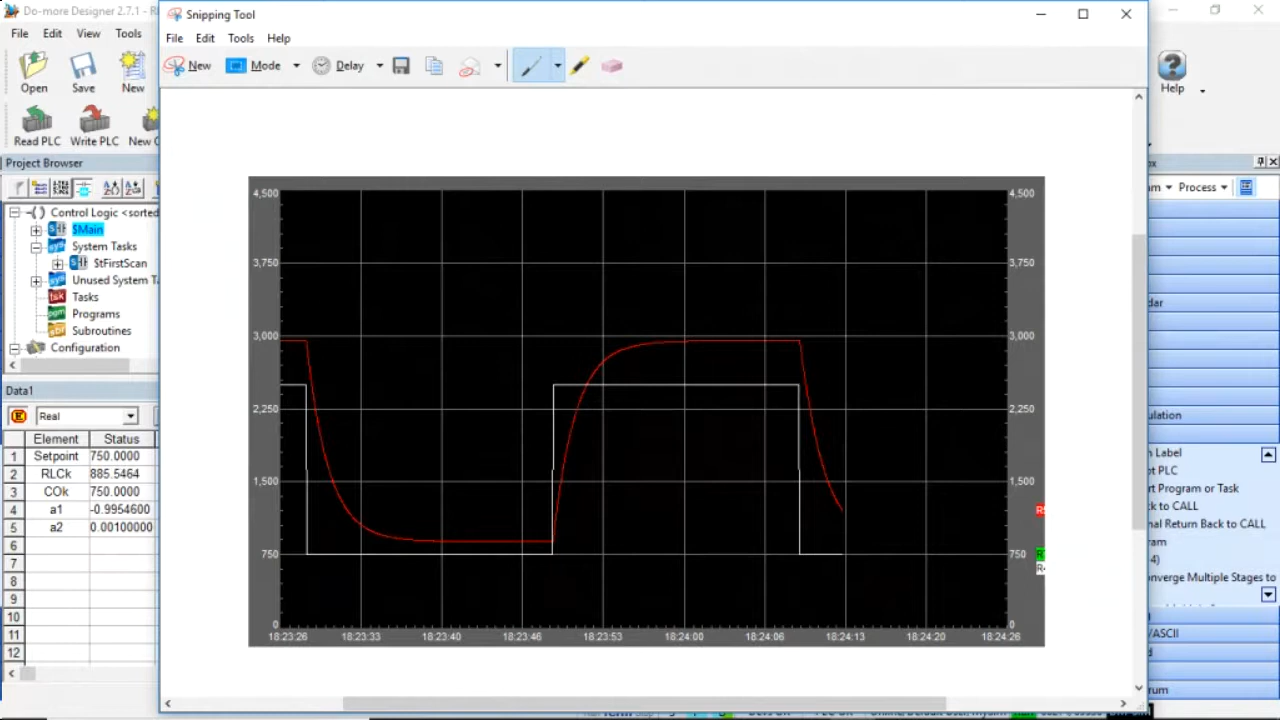 Do-more Designer 2.7.1 -
Snipping Tool
File Edit View Tools
File Edit Tools Help
New Mode Delay
Open Save New
Help
Read PLC Write PLC New
Project Browser
Control Logic <sorted
$Main
System Tasks
$tFirstScan
Unused System
Tasks
Programs
Subroutines
Configuration
Data1
Real
Element Status
1 Setpoint 750.0000
2 RLCk 885.5464
3 COk 750.0000
4 a1 -0.9954600
5 a2 0.00100000
6
7
8
9
10
11
12
4,500 4,500
3,750 3,750
3,000 3,000
2,250 2,250
1,500 1,500
750 750
0 0
18:23:26 18:23:33 18:23:40 18:23:46 18:23:53 18:24:00 18:24:06 18:24:13 18:24:20 18:24:26
am Process
dar
ulation
n Label
ot PLC
rt Program or Task
ck to CALL
nal Return Back to CALL
ram
4)
onverge Multiple Stages to
/ASCII
d
rum